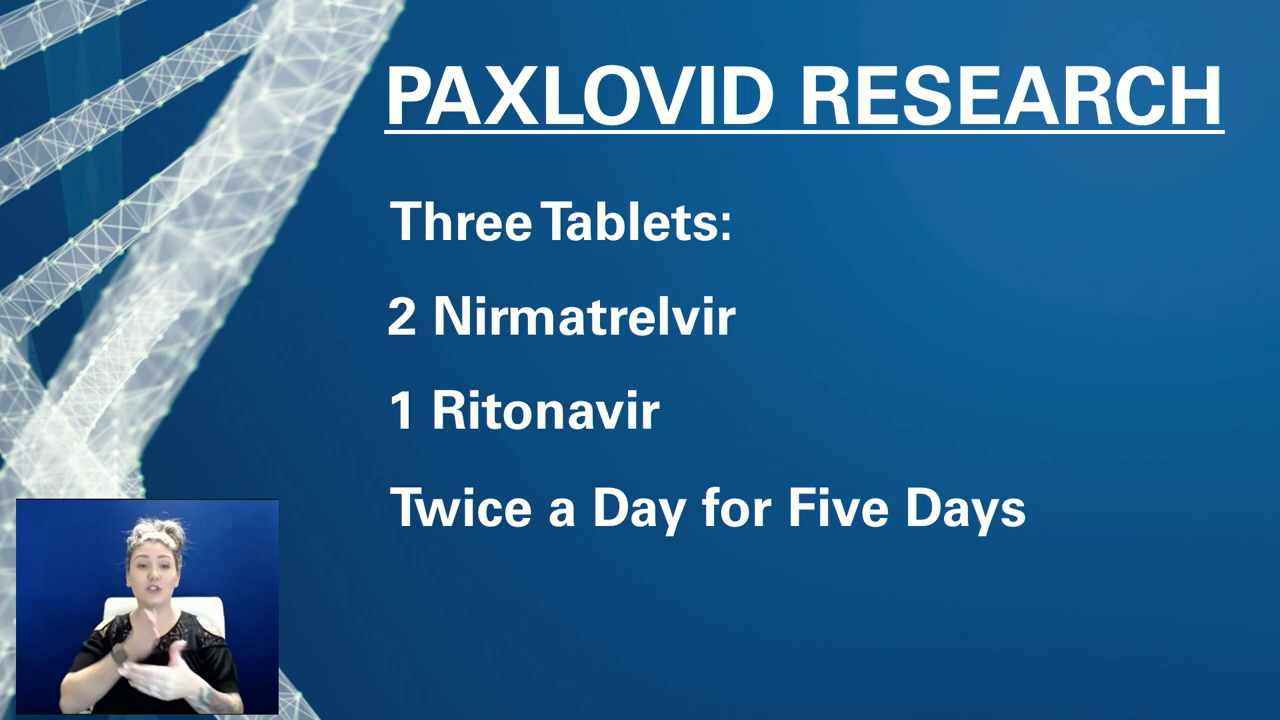 PAXLOVID RESEARCH
Three Tablets:
2 Nirmatrelvir
1 Ritonavir
Twice a Day for Five Days